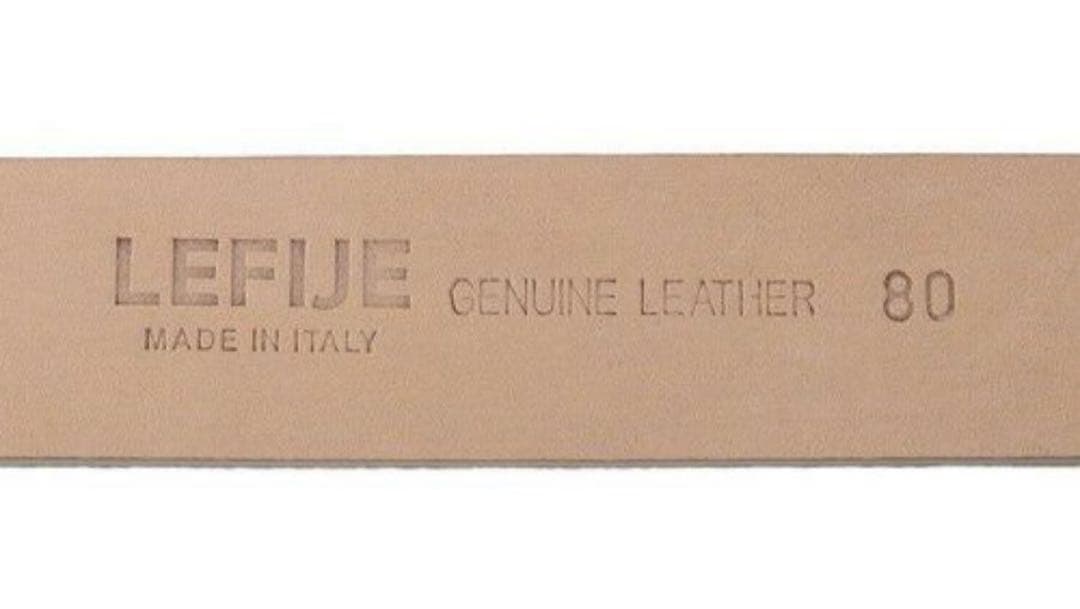 LEFIJE GENUINE LEATHER 80
MADE IN ITALY